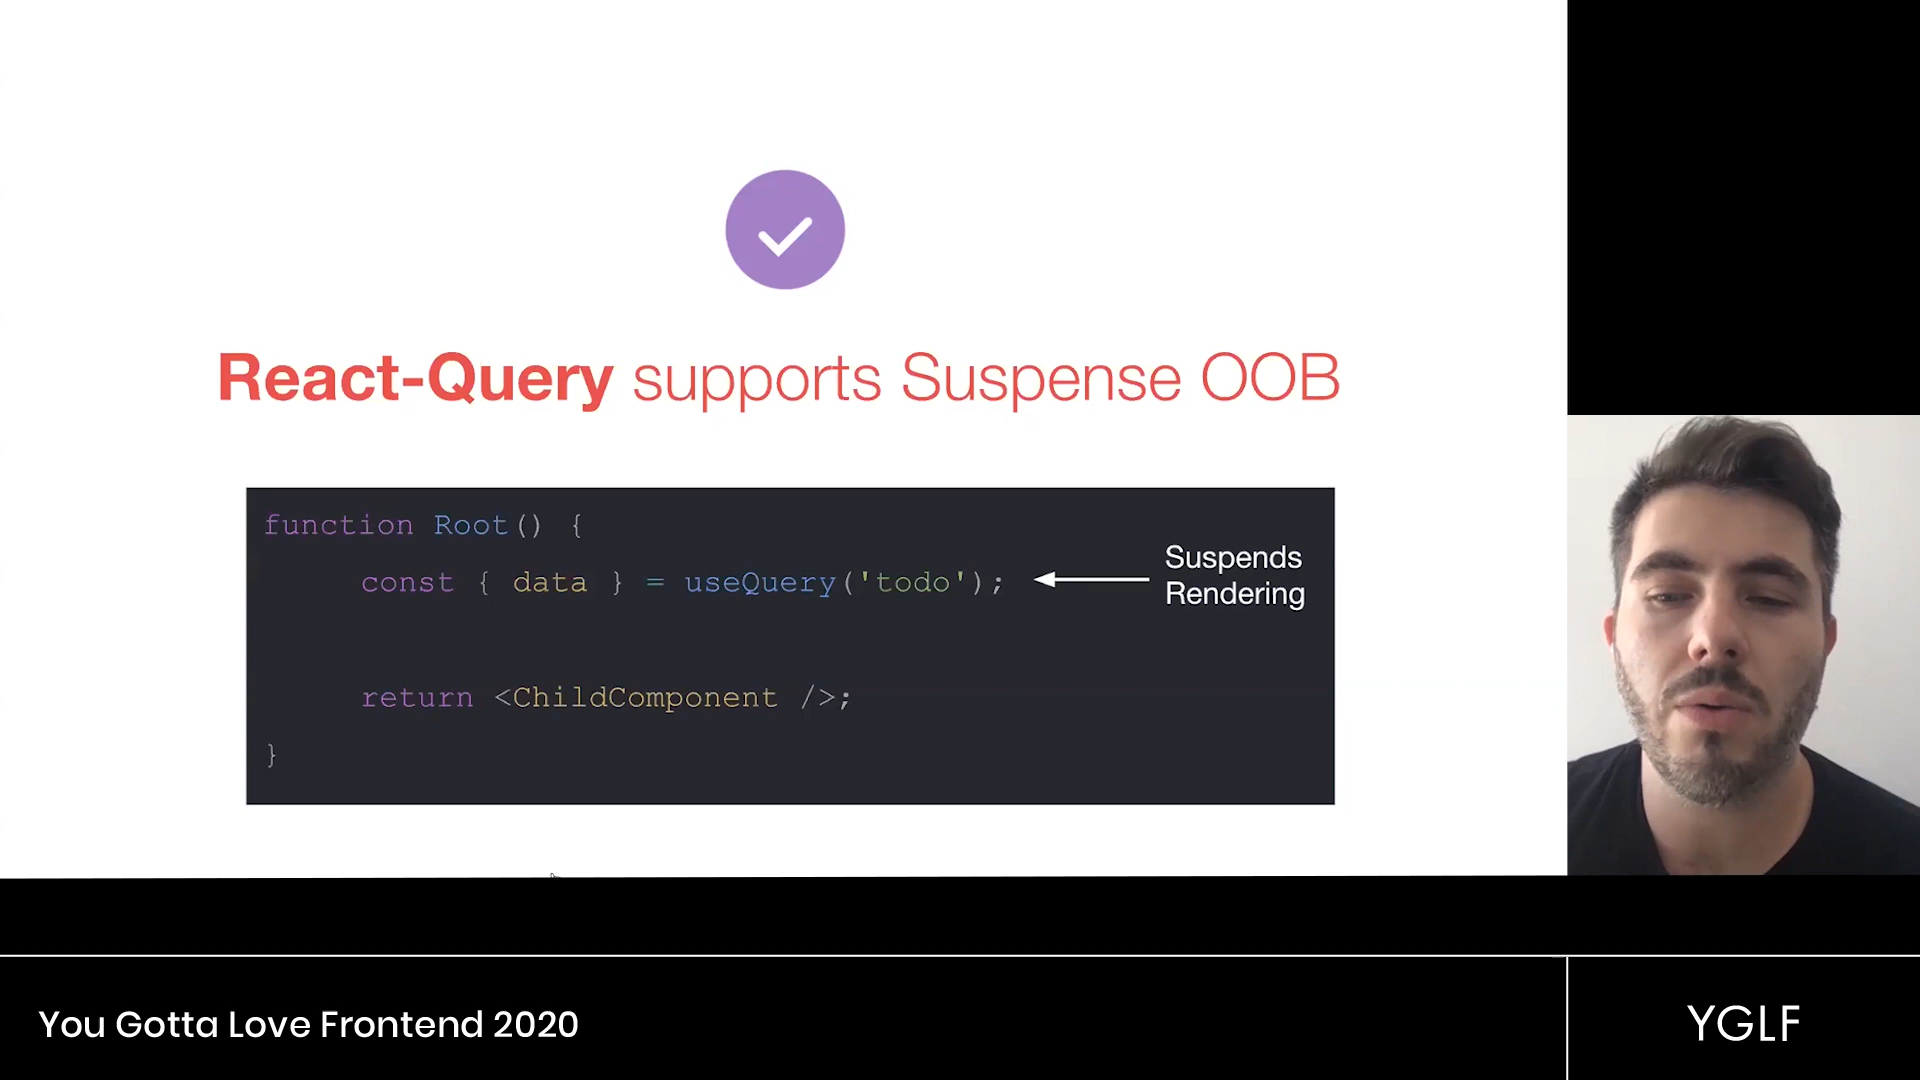 React-Query supports Suspense OOB
function Root() {
const { data } = useQuery('todo');
Suspends
Rendering
return <ChildComponent />;
}
You Gotta Love Frontend 2020
YGLF